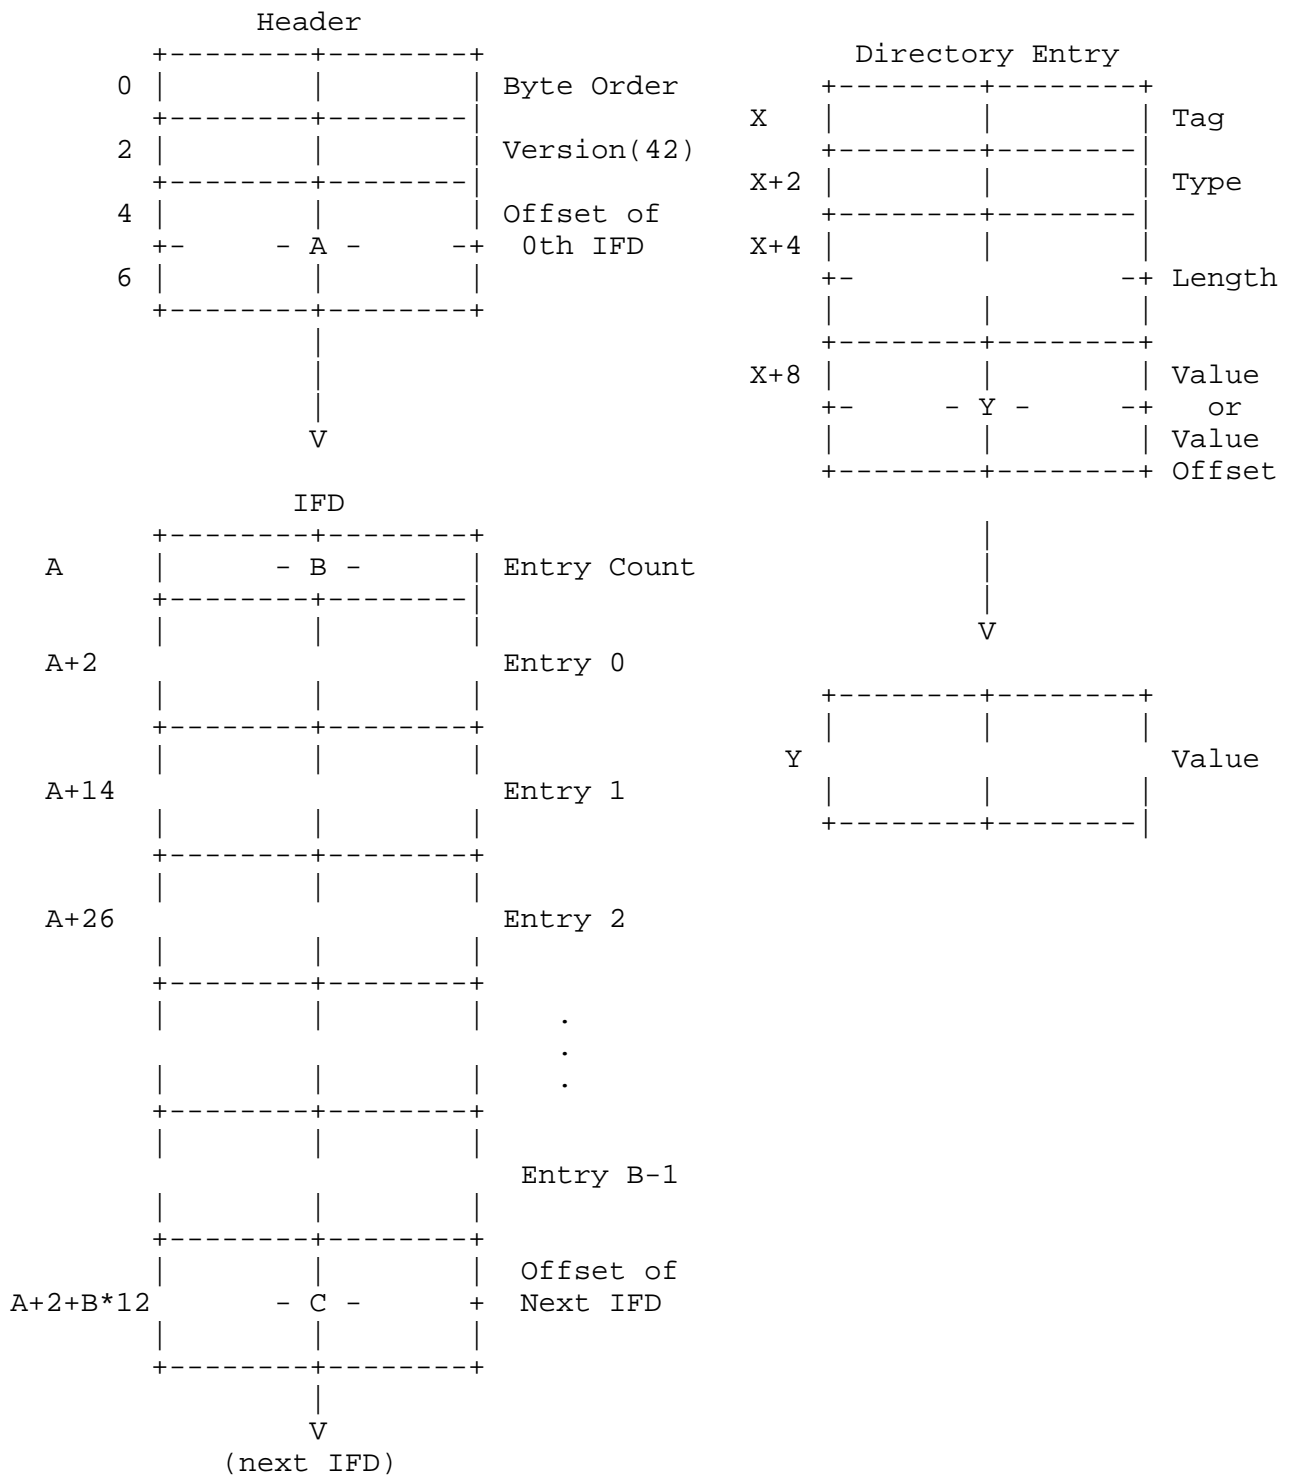 Header
0 Byte Order
2 Version(42)
4 Offset of
- A - 0th IFD
6
V
IFD
A - B - Entry Count
A+2 Entry 0
A+14 Entry 1
A+26 Entry 2
.
.
.
Entry B-1
Offset of
A+2+B*12 - C - Next IFD
V
(next IFD)
Directory Entry
X Tag
X+2 Type
X+4
Length
X+8 Value
- Y - or
Value
Offset
V
Y Value